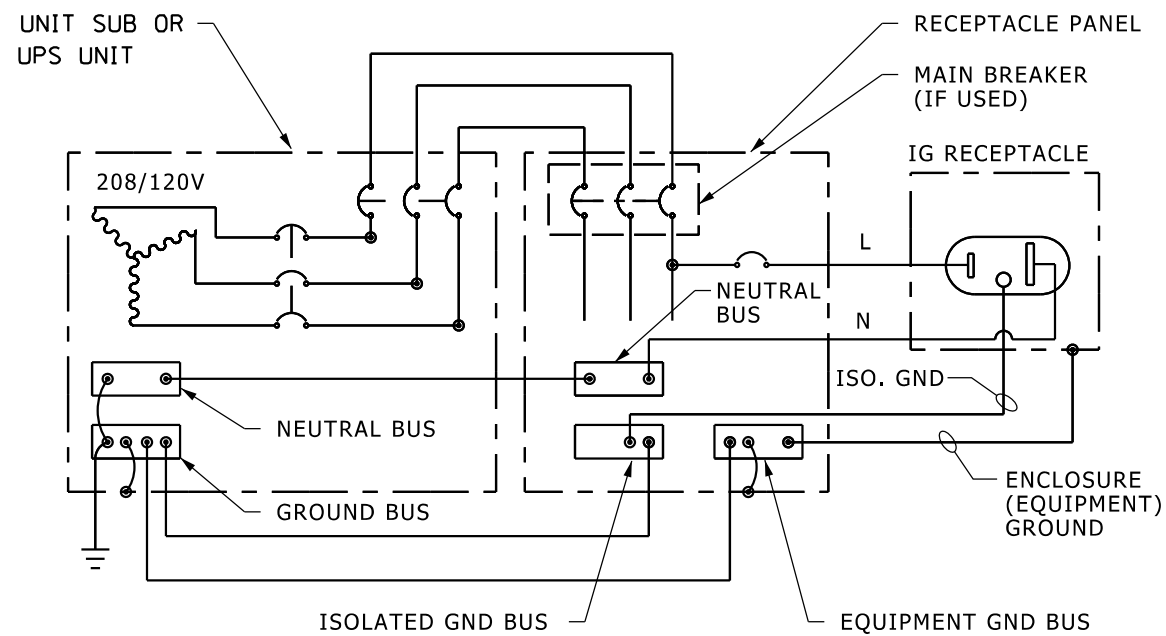 UNIT SUB OR
UPS UNIT
RECEPTACLE PANEL
MAIN BREAKER
(IF USED)
IG RECEPTACLE
208/120V
L
NEUTRAL
BUS
N
ISO. GND
NEUTRAL BUS
ENCLOSURE
(EQUIPMENT)
GROUND
GROUND BUS
ISOLATED GND BUS
EQUIPMENT GND BUS